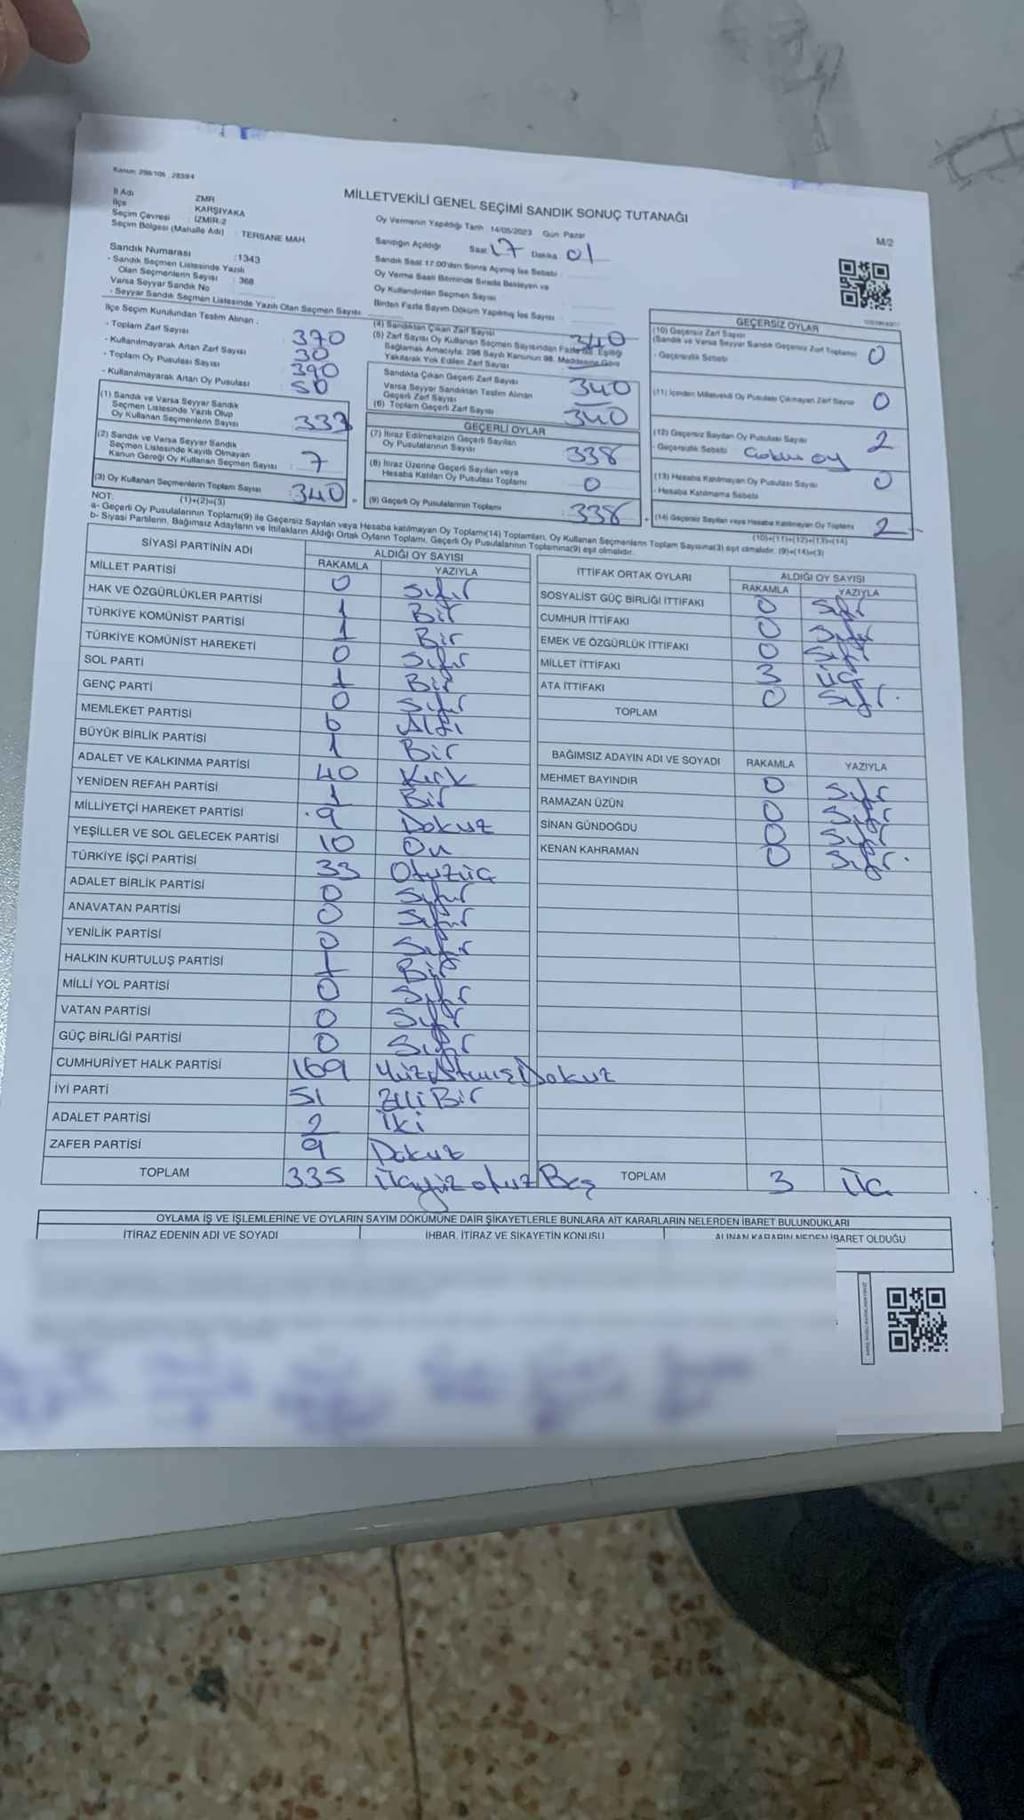 Kanun: 298/106 , 2839/4
MİLLETVEKİLİ GENEL SEÇİMİ SANDIK SONUÇ TUTANAĞI
M/2
İl Adı ZMR
İlçe KARŞIYAKA
Seçim Çevresi : İZMİR-2
Seçim Bölgesi (Mahalle Adı) : TERSANE MAH
Sandık Numarası :1343
- Sandık Seçmen Listesinde Yazılı
Olan Seçmenlerin Sayısı : 368
Varsa Seyyar Sandık No
- Seyyar Sandık Seçmen Listesinde Yazılı Olan Seçmen Sayısı
Oy Vermenin Yapıldığı Tarih 14/05/2023 Gün Pazar
Sandığın Açıldığı Saat 17 Dakika 01
Sandık Saat 17:00'den Sonra Açılmış İse Sebebi
Oy Verme Saati Bitiminde Sırada Bekleyen ve
Oy Kullandırılan Seçmen Sayısı
Birden Fazla Sayım Döküm Yapılmış İse Sayısı
İlçe Seçim Kurulundan Teslim Alınan :
- Toplam Zarf Sayısı 370
- Kullanılmayarak Artan Zarf Sayısı 30
- Toplam Oy Pusulası Sayısı 390
- Kullanılmayarak Artan Oy Pusulası 50
(1) Sandık ve Varsa Seyyar Sandık
Seçmen Listesinde Yazılı Olup
Oy Kullanan Seçmenlerin Sayısı 333
(2) Sandık ve Varsa Seyyar Sandık
Seçmen Listesinde Kayıtlı Olmayan
Kanun Gereği Oy Kullanan Seçmen Sayısı 7
(3) Oy Kullanan Seçmenlerin Toplam Sayısı 340
(1)+(2)=(3)
(4) Sandıktan Çıkan Zarf Sayısı 340
(5) Zarf Sayısı Oy Kullanan Seçmen Sayısından Fazla İse, Eşitliği
Sağlamak Amacıyla, 298 Sayılı Kanunun 98. Maddesine Göre
Yakılarak Yok Edilen Zarf Sayısı
Sandıkta Çıkan Geçerli Zarf Sayısı 340
Varsa Seyyar Sandıktan Teslim Alınan
Geçerli Zarf Sayısı
(6) Toplam Geçerli Zarf Sayısı 340
GEÇERLİ OYLAR
(7) İtiraz Edilmeksizin Geçerli Sayılan
Oy Pusulalarının Sayısı 338
(8) İtiraz Üzerine Geçerli Sayılan veya
Hesaba Katılan Oy Pusulası Toplamı 0
(9) Geçerli Oy Pusulalarının Toplamı 338
GEÇERSİZ OYLAR
(10) Geçersiz Zarf Sayısı
(Sandık ve Varsa Seyyar Sandık Geçersiz Zarf Toplamı) 0
- Geçersizlik Sebebi
(11) İçinden Milletvekili Oy Pusulası Çıkmayan Zarf Sayısı 0
(12) Geçersiz Sayılan Oy Pusulası Sayısı 2
- Geçersizlik Sebebi oy
(13) Hesaba Katılmayan Oy Pusulası Sayısı 0
- Hesaba Katılmama Sebebi
(14) Geçersiz Sayılan veya Hesaba Katılmayan Oy Toplamı 2
(10)+(11)+(12)+(13)=(14)
NOT:
a- Geçerli Oy Pusulalarının Toplamı(9) ile Geçersiz Sayılan veya Hesaba katılmayan Oy Toplamı(14) Toplamları, Oy Kullanan Seçmenlerin Toplam Sayısına(3) eşit olmalıdır. (9)+(14)=(3)
b- Siyasi Partilerin, Bağımsız Adayların ve İttifakların Aldığı Ortak Oyların Toplamı, Geçerli Oy Pusulalarının Toplamına(9) eşit olmalıdır.
SİYASİ PARTİNİN ADI ALDIĞI OY SAYISI
RAKAMLA YAZIYLA
MİLLET PARTİSİ 0 Sıfır
HAK VE ÖZGÜRLÜKLER PARTİSİ 1 Bir
TÜRKİYE KOMÜNİST PARTİSİ 1 Bir
TÜRKİYE KOMÜNİST HAREKETİ 0 Sıfır
SOL PARTİ 1 Bir
GENÇ PARTİ 0 Sıfır
MEMLEKET PARTİSİ 6 Altı
BÜYÜK BİRLİK PARTİSİ 1 Bir
ADALET VE KALKINMA PARTİSİ 40 Kırk
YENİDEN REFAH PARTİSİ 1 Bir
MİLLİYETÇİ HAREKET PARTİSİ 9 Dokuz
YEŞİLLER VE SOL GELECEK PARTİSİ 10 On
TÜRKİYE İŞÇİ PARTİSİ 33 Otuzüç
ADALET BİRLİK PARTİSİ 0 Sıfır
ANAVATAN PARTİSİ 0 Sıfır
YENİLİK PARTİSİ 0 Sıfır
HALKIN KURTULUŞ PARTİSİ 1 Bir
MİLLİ YOL PARTİSİ 0 Sıfır
VATAN PARTİSİ 0 Sıfır
GÜÇ BİRLİĞİ PARTİSİ 0 Sıfır
CUMHURİYET HALK PARTİSİ 169 YüzAtmışDokuz
İYİ PARTİ 51 Elli Bir
ADALET PARTİSİ 2 İki
ZAFER PARTİSİ 9 Dokuz
TOPLAM 335 Üçyüz otuz Beş
İTTİFAK ORTAK OYLARI ALDIĞI OY SAYISI
RAKAMLA YAZIYLA
SOSYALİST GÜÇ BİRLİĞİ İTTİFAKI 0 Sıfır
CUMHUR İTTİFAKI 0 Sıfır
EMEK VE ÖZGÜRLÜK İTTİFAKI 0 Sıfır
MİLLET İTTİFAKI 3 Üç
ATA İTTİFAKI 0 Sıfır
TOPLAM
BAĞIMSIZ ADAYIN ADI VE SOYADI RAKAMLA YAZIYLA
MEHMET BAYINDIR 0 Sıfır
RAMAZAN ÜZÜN 0 Sıfır
SİNAN GÜNDOĞDU 0 Sıfır
KENAN KAHRAMAN 0 Sıfır
TOPLAM 3 Üç
OYLAMA İŞ VE İŞLEMLERİNE VE OYLARIN SAYIM DÖKÜMÜNE DAİR ŞİKAYETLERLE BUNLARA AİT KARARLARIN NELERDEN İBARET BULUNDUKLARI
İTİRAZ EDENİN ADI VE SOYADI İHBAR, İTİRAZ VE ŞİKAYETİN KONUSU ALINAN KARARIN NEDEN İBARET OLDUĞU